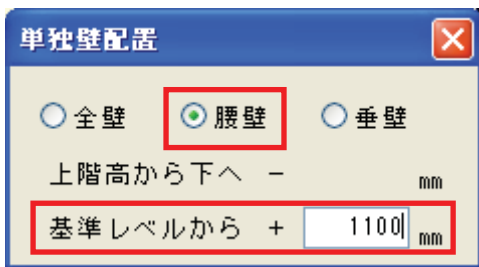 単独壁配置
全壁 腰壁 垂壁
上階高から下へ － mm
基準レベルから ＋ 1100 mm